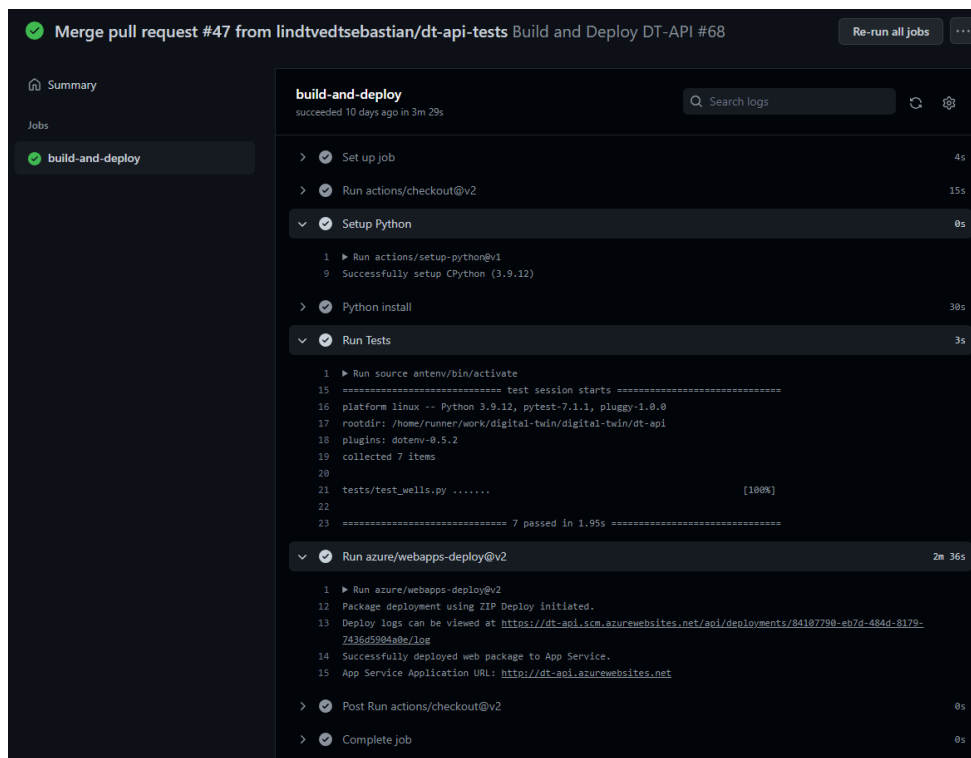 Merge pull request #47 from lindtvedtsebastian/dt-api-tests Build and Deploy DT-API #68
Re-run all jobs
...
Summary
Jobs
build-and-deploy
build-and-deploy
succeeded 10 days ago in 3m 29s
Search logs
Set up job 4s
Run actions/checkout@v2 15s
Setup Python 0s
1 ▶ Run actions/setup-python@v1
9 Successfully setup CPython (3.9.12)
Python install 30s
Run Tests 3s
1 ▶ Run source antenv/bin/activate
15 ============================= test session starts ==============================
16 platform linux -- Python 3.9.12, pytest-7.1.1, pluggy-1.0.0
17 rootdir: /home/runner/work/digital-twin/digital-twin/dt-api
18 plugins: dotenv-0.5.2
19 collected 7 items
20
21 tests/test_wells.py ....... [100%]
22
23 ============================== 7 passed in 1.95s ===============================
Run azure/webapps-deploy@v2 2m 36s
1 ▶ Run azure/webapps-deploy@v2
12 Package deployment using ZIP Deploy initiated.
13 Deploy logs can be viewed at https://dt-api.scm.azurewebsites.net/api/deployments/84107790-eb7d-484d-8179-
7436d5904a0e/log
14 Successfully deployed web package to App Service.
15 App Service Application URL: http://dt-api.azurewebsites.net
Post Run actions/checkout@v2 0s
Complete job 0s